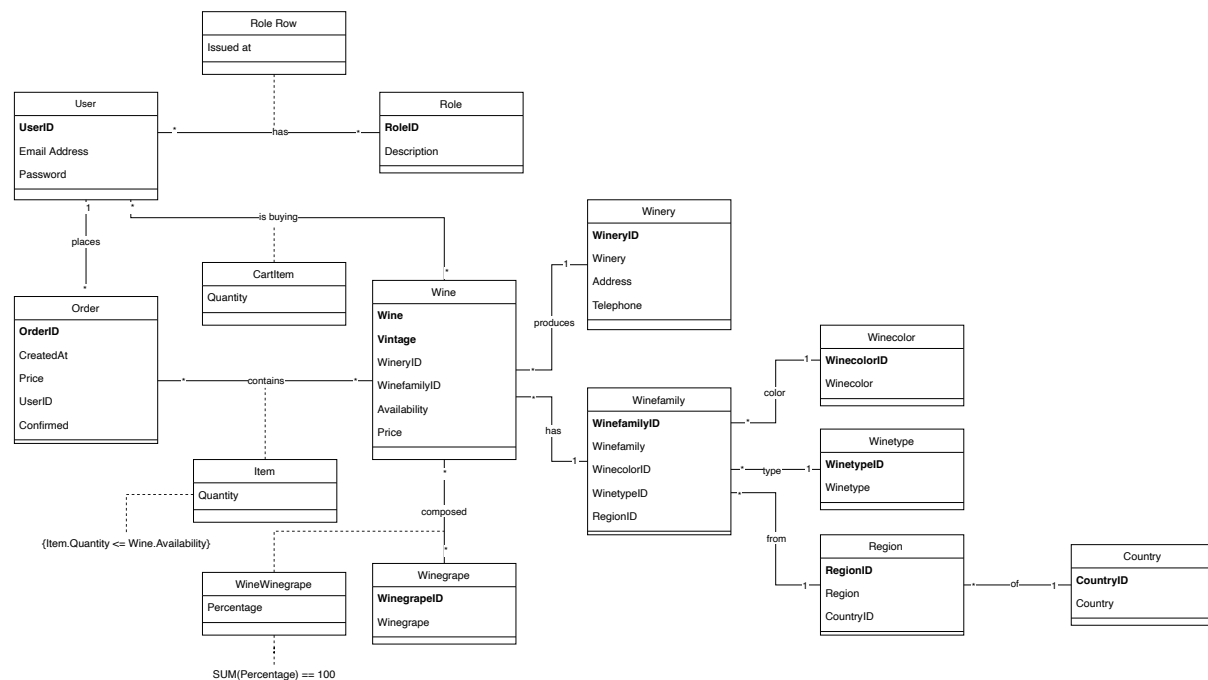 Role Row
Issued at
User
UserID
Email Address
Password
*
has
*
Role
RoleID
Description
1
places
*
*
is buying
*
CartItem
Quantity
Order
OrderID
CreatedAt
Price
UserID
Confirmed
*
contains
*
Wine
Wine
Vintage
WineryID
WinefamilyID
Availability
Price
*
produces
1
Winery
WineryID
Winery
Address
Telephone
*
has
1
Winefamily
WinefamilyID
Winefamily
WinecolorID
WinetypeID
RegionID
*
color
1
Winecolor
WinecolorID
Winecolor
*
type
1
Winetype
WinetypeID
Winetype
*
from
1
Region
RegionID
Region
CountryID
*
of
1
Country
CountryID
Country
Item
Quantity
{Item.Quantity <= Wine.Availability}
*
composed
*
WineWinegrape
Percentage
SUM(Percentage) == 100
Winegrape
WinegrapeID
Winegrape